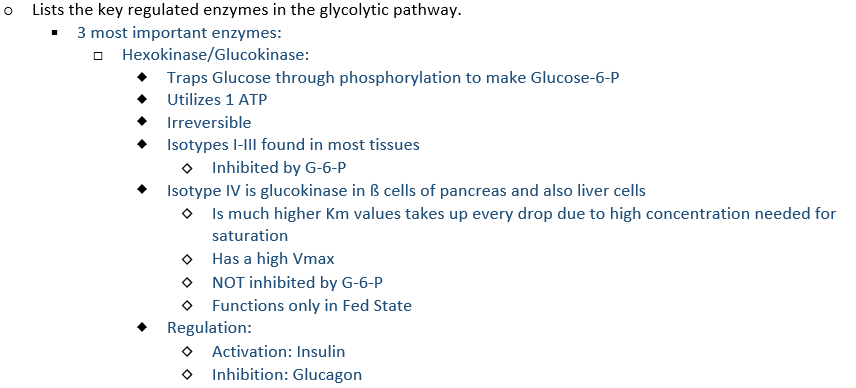 Lists the key regulated enzymes in the glycolytic pathway.
3 most important enzymes:
Hexokinase/Glucokinase:
Traps Glucose through phosphorylation to make Glucose-6-P
Utilizes 1 ATP
Irreversible
Isotypes I-III found in most tissues
Inhibited by G-6-P
Isotype IV is glucokinase in ß cells of pancreas and also liver cells
Is much higher Km values takes up every drop due to high concentration needed for
saturation
Has a high Vmax
NOT inhibited by G-6-P
Functions only in Fed State
Regulation:
Activation: Insulin
Inhibition: Glucagon